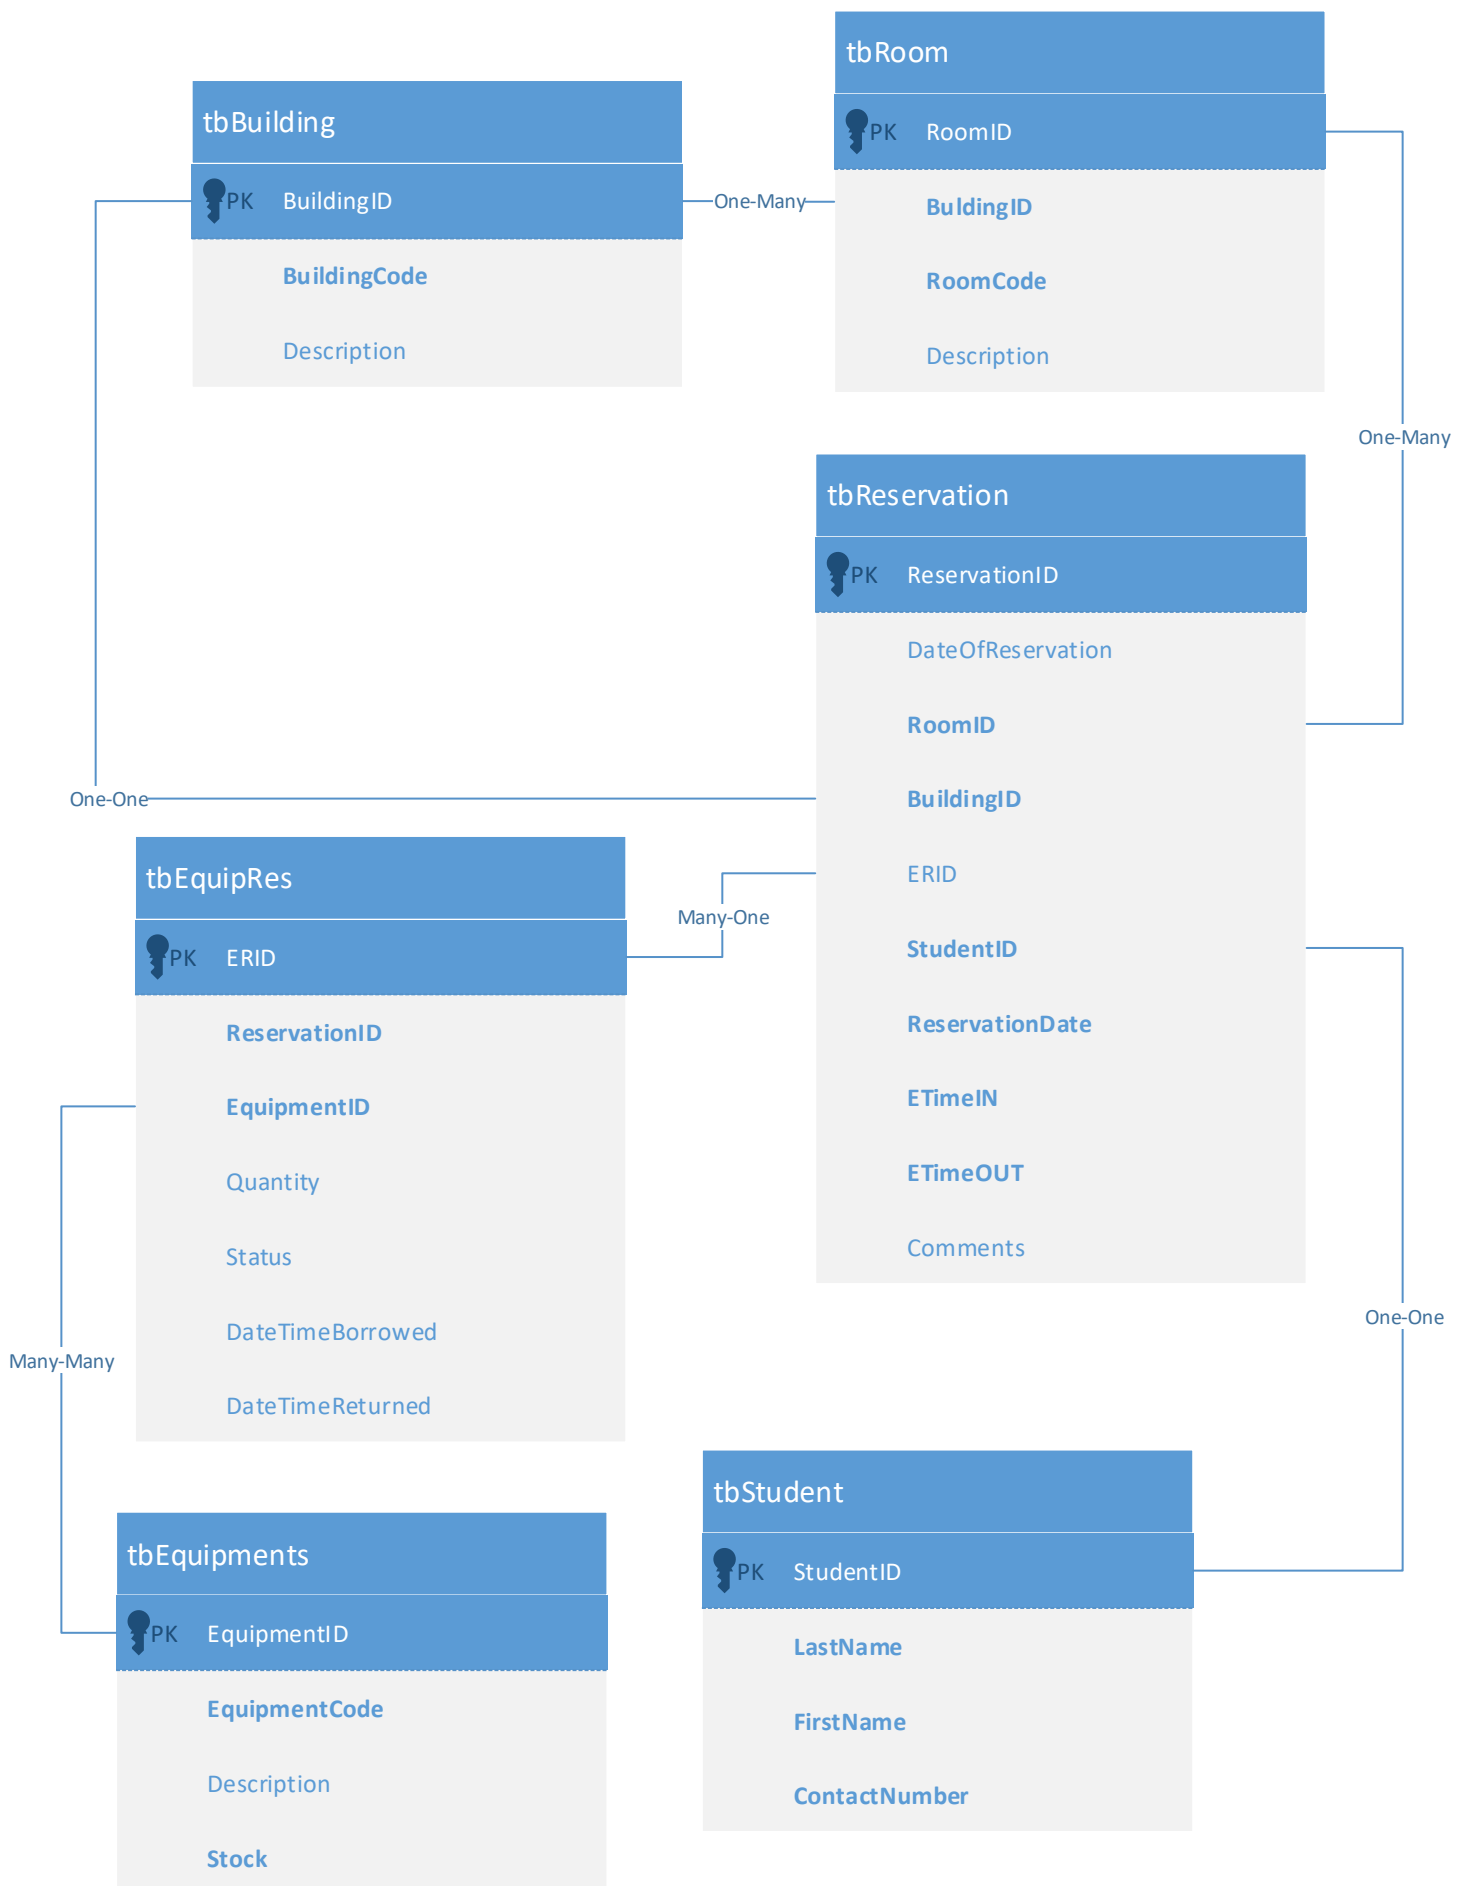 tbRoom
PK RoomID
BuldingID
RoomCode
Description
tbBuilding
PK BuildingID
BuildingCode
Description
One-Many
One-Many
tbReservation
PK ReservationID
DateOfReservation
RoomID
BuildingID
ERID
StudentID
ReservationDate
ETimeIN
ETimeOUT
Comments
One-One
tbEquipRes
PK ERID
ReservationID
EquipmentID
Quantity
Status
DateTimeBorrowed
DateTimeReturned
Many-One
One-One
Many-Many
tbStudent
PK StudentID
LastName
FirstName
ContactNumber
tbEquipments
PK EquipmentID
EquipmentCode
Description
Stock